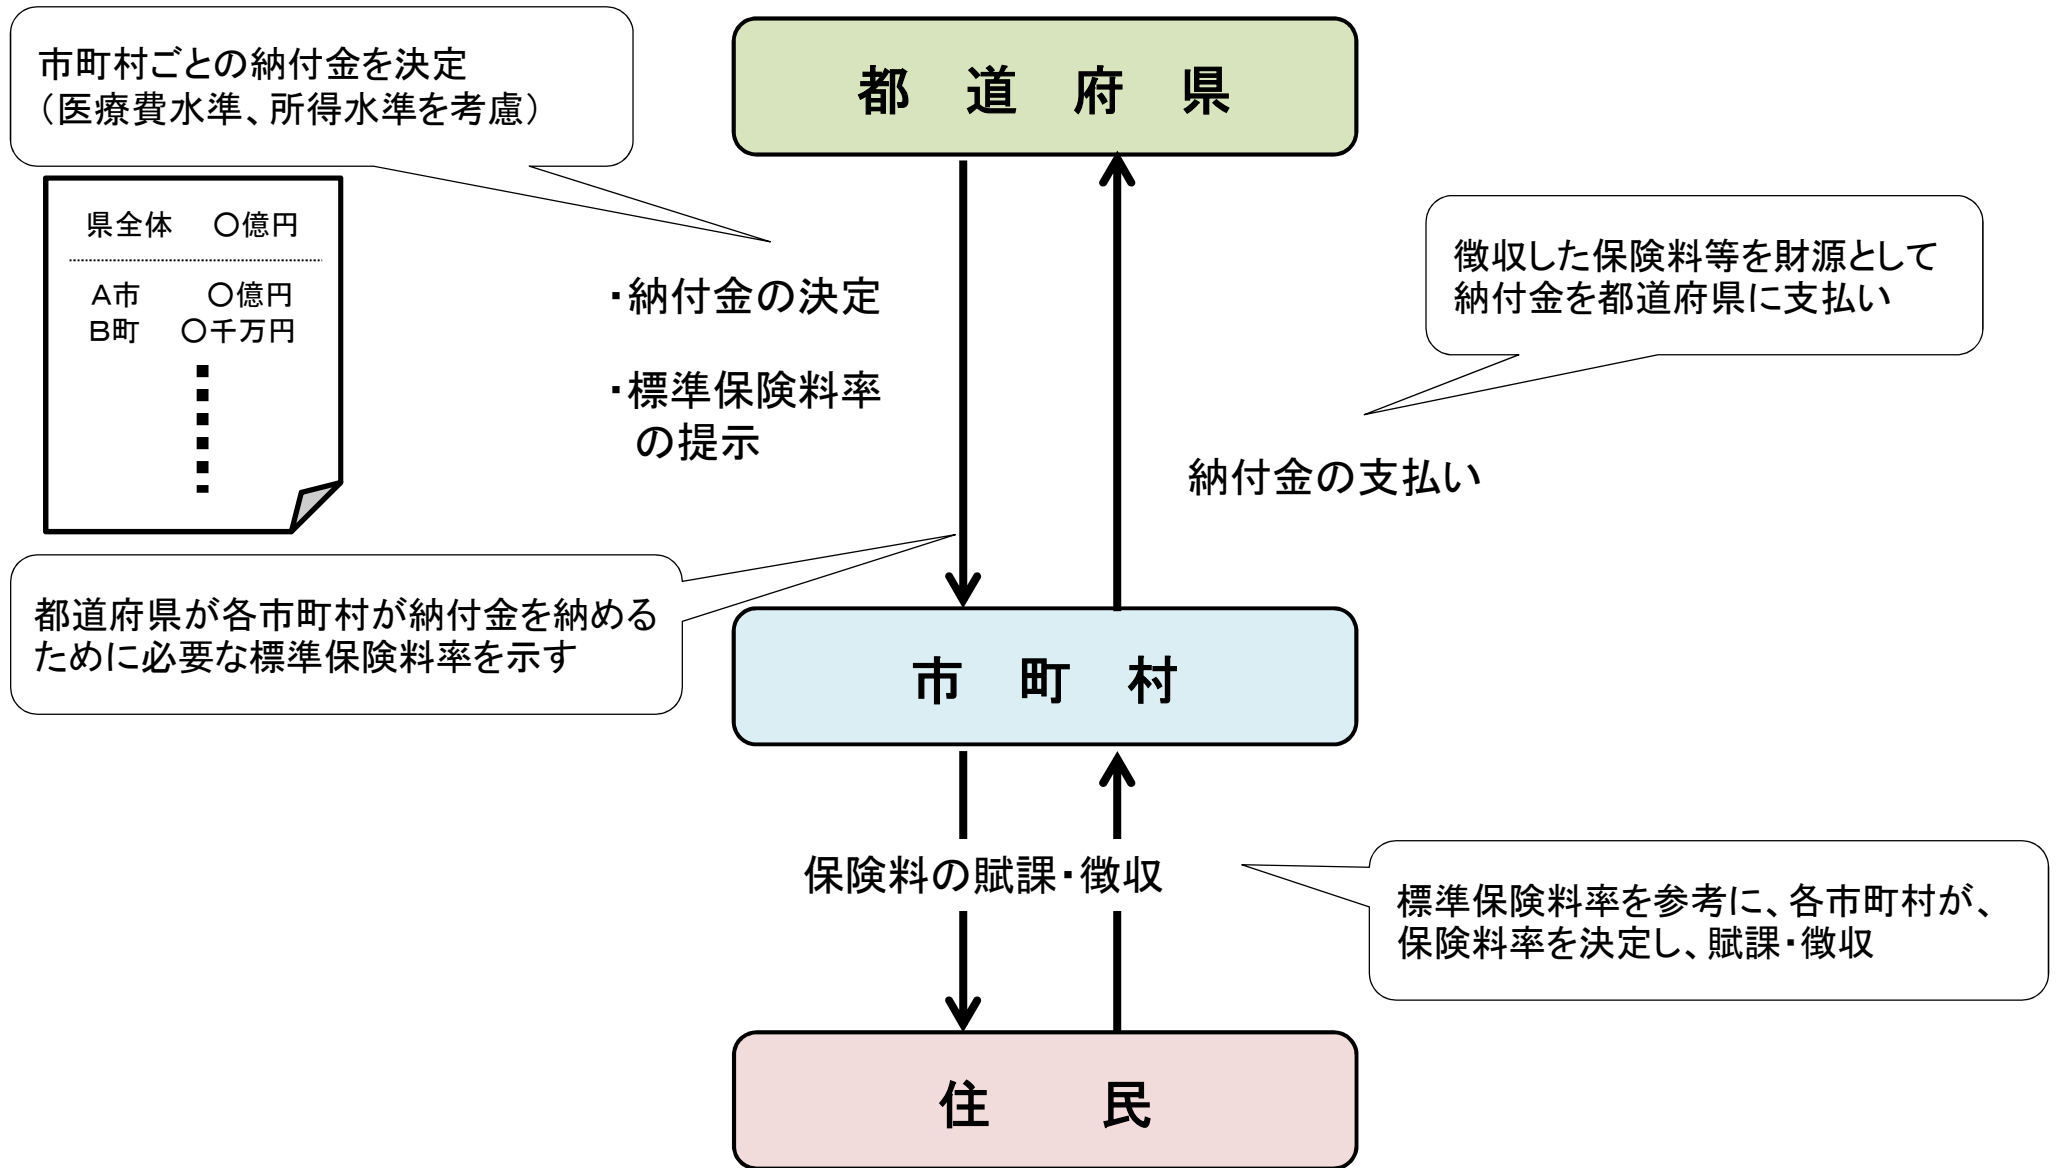 市町村ごとの納付金を決定
（医療費水準、所得水準を考慮）
都　道　府　県
県全体　〇億円
A市　〇億円
B町　〇千万円
・納付金の決定
・標準保険料率
の提示
徴収した保険料等を財源として
納付金を都道府県に支払い
納付金の支払い
都道府県が各市町村が納付金を納める
ために必要な標準保険料率を示す
市　町　村
保険料の賦課・徴収
標準保険料率を参考に、各市町村が、
保険料率を決定し、賦課・徴収
住　民